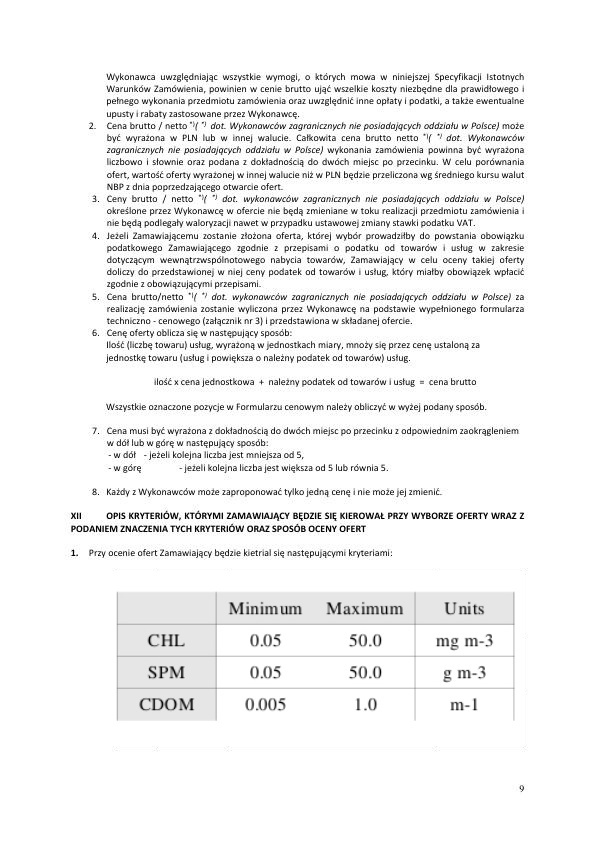 Wykonawca uwzględniając wszystkie wymogi, o których mowa w niniejszej Specyfikacji Istotnych
Warunków Zamówienia, powinien w cenie brutto ująć wszelkie koszty niezbędne dla prawidłowego i
pełnego wykonania przedmiotu zamówienia oraz uwzględnić inne opłaty i podatki, a także ewentualne
upusty i rabaty zastosowane przez Wykonawcę.
2. Cena brutto / netto *)( *) dot. Wykonawców zagranicznych nie posiadających oddziału w Polsce) może
być wyrażona w PLN lub w innej walucie. Całkowita cena brutto netto *)( *) dot. Wykonawców
zagranicznych nie posiadających oddziału w Polsce) wykonania zamówienia powinna być wyrażona
liczbowo i słownie oraz podana z dokładnością do dwóch miejsc po przecinku. W celu porównania
ofert, wartość oferty wyrażonej w innej walucie niż w PLN będzie przeliczona wg średniego kursu walut
NBP z dnia poprzedzającego otwarcie ofert.
3. Ceny brutto / netto *)( *) dot. wykonawców zagranicznych nie posiadających oddziału w Polsce)
określone przez Wykonawcę w ofercie nie będą zmieniane w toku realizacji przedmiotu zamówienia i
nie będą podlegały waloryzacji nawet w przypadku ustawowej zmiany stawki podatku VAT.
4. Jeżeli Zamawiającemu zostanie złożona oferta, której wybór prowadziłby do powstania obowiązku
podatkowego Zamawiającego zgodnie z przepisami o podatku od towarów i usług w zakresie
dotyczącym wewnątrzwspólnotowego nabycia towarów, Zamawiający w celu oceny takiej oferty
doliczy do przedstawionej w niej ceny podatek od towarów i usług, który miałby obowiązek wpłacić
zgodnie z obowiązującymi przepisami.
5. Cena brutto/netto *)( *) dot. wykonawców zagranicznych nie posiadających oddziału w Polsce) za
realizację zamówienia zostanie wyliczona przez Wykonawcę na podstawie wypełnionego formularza
techniczno - cenowego (załącznik nr 3) i przedstawiona w składanej ofercie.
6. Cenę oferty oblicza się w następujący sposób:
Ilość (liczbę towaru) usług, wyrażoną w jednostkach miary, mnoży się przez cenę ustaloną za
jednostkę towaru (usług i powiększa o należny podatek od towarów) usług.
ilość x cena jednostkowa + należny podatek od towarów i usług = cena brutto
Wszystkie oznaczone pozycje w Formularzu cenowym należy obliczyć w wyżej podany sposób.
7. Cena musi być wyrażona z dokładnością do dwóch miejsc po przecinku z odpowiednim zaokrągleniem
w dół lub w górę w następujący sposób:
- w dół - jeżeli kolejna liczba jest mniejsza od 5,
- w górę - jeżeli kolejna liczba jest większa od 5 lub równia 5.
8. Każdy z Wykonawców może zaproponować tylko jedną cenę i nie może jej zmienić.
XII OPIS KRYTERIÓW, KTÓRYMI ZAMAWIAJĄCY BĘDZIE SIĘ KIEROWAŁ PRZY WYBORZE OFERTY WRAZ Z
PODANIEM ZNACZENIA TYCH KRYTERIÓW ORAZ SPOSÓB OCENY OFERT
1. Przy ocenie ofert Zamawiający będzie kietrial się następującymi kryteriami:
Minimum Maximum Units
CHL 0.05 50.0 mg m-3
SPM 0.05 50.0 g m-3
CDOM 0.005 1.0 m-1
9